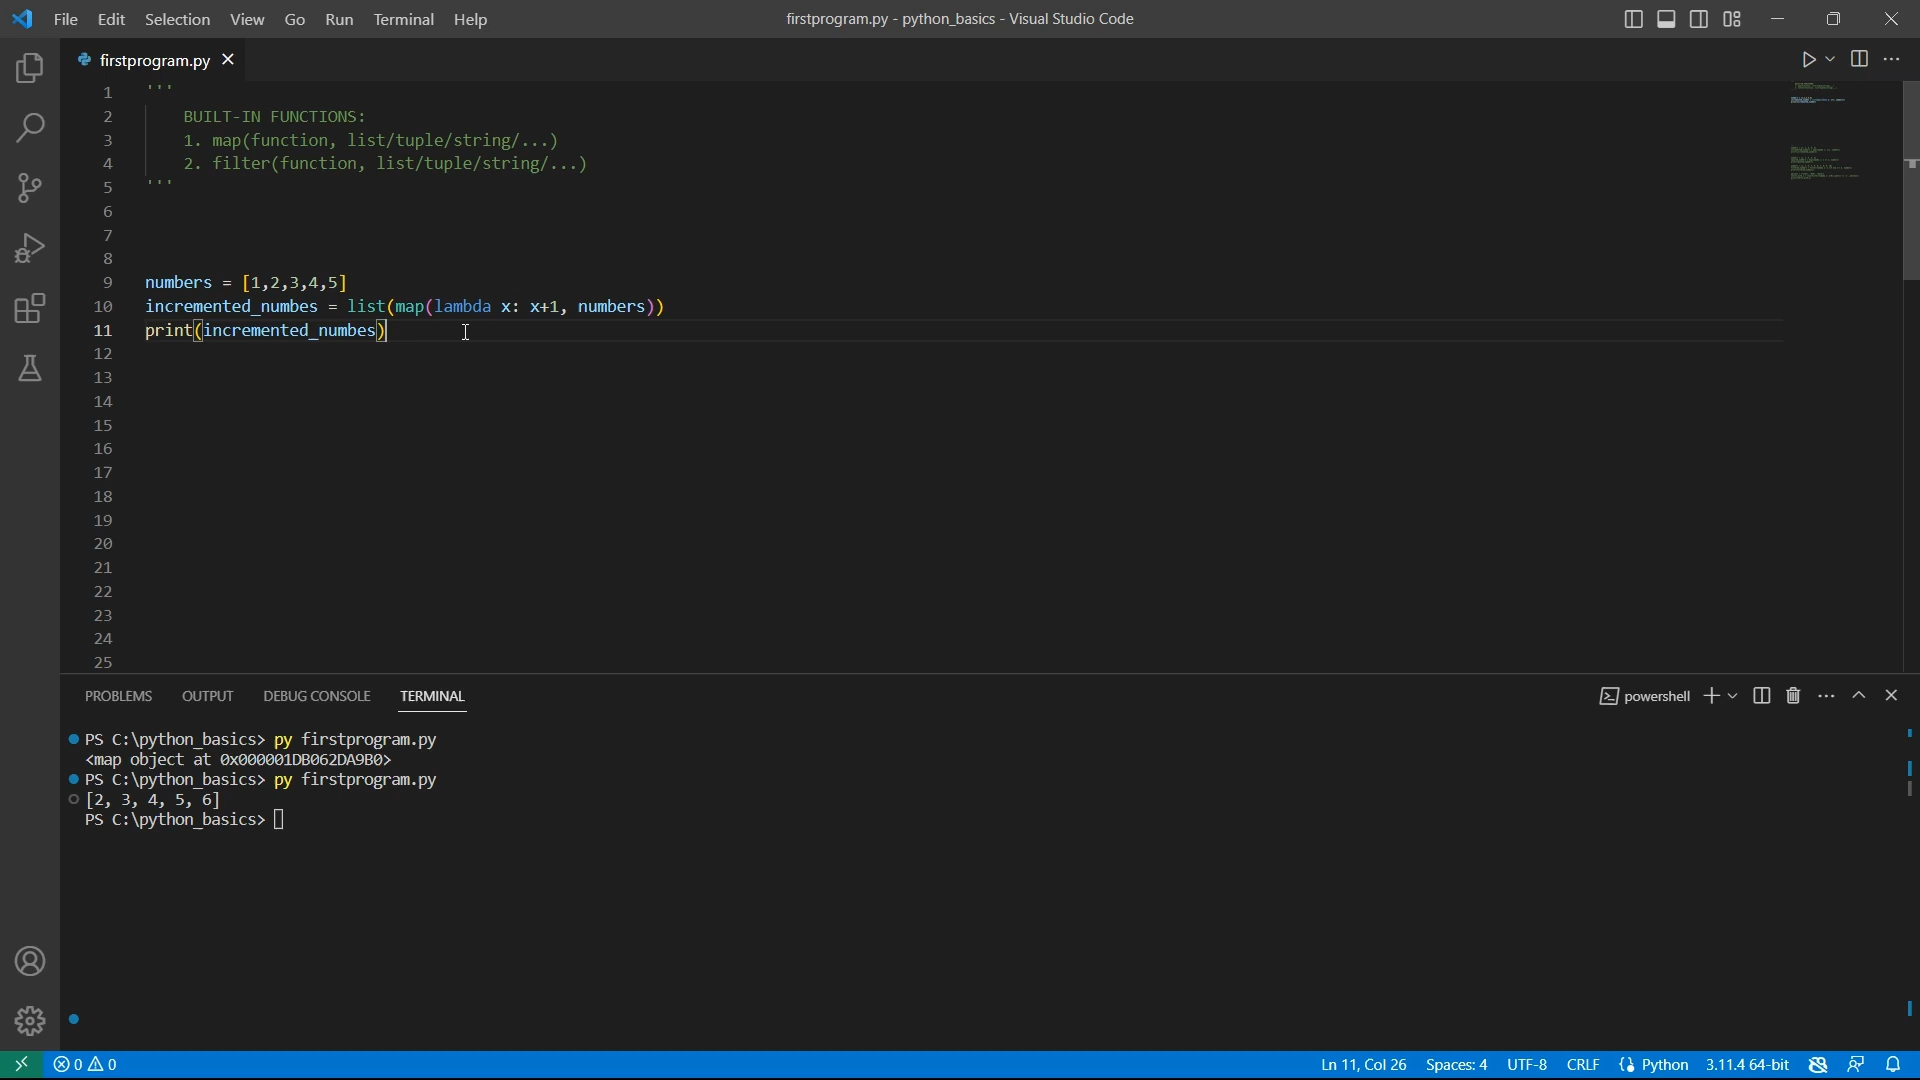 File Edit Selection View Go Run Terminal Help
firstprogram.py - python_basics - Visual Studio Code
firstprogram.py
1 '''
2 BUILT-IN FUNCTIONS:
3 1. map(function, list/tuple/string/...)
4 2. filter(function, list/tuple/string/...)
5 '''
6
7
8
9 numbers = [1,2,3,4,5]
10 incremented_numbes = list(map(lambda x: x+1, numbers))
11 print(incremented_numbes)
12
13
14
15
16
17
18
19
20
21
22
23
24
25
PROBLEMS OUTPUT DEBUG CONSOLE TERMINAL
powershell
PS C:\python_basics> py firstprogram.py
<map object at 0x000001DB062DA9B0>
PS C:\python_basics> py firstprogram.py
[2, 3, 4, 5, 6]
PS C:\python_basics>
0 0 Ln 11, Col 26 Spaces: 4 UTF-8 CRLF Python 3.11.4 64-bit